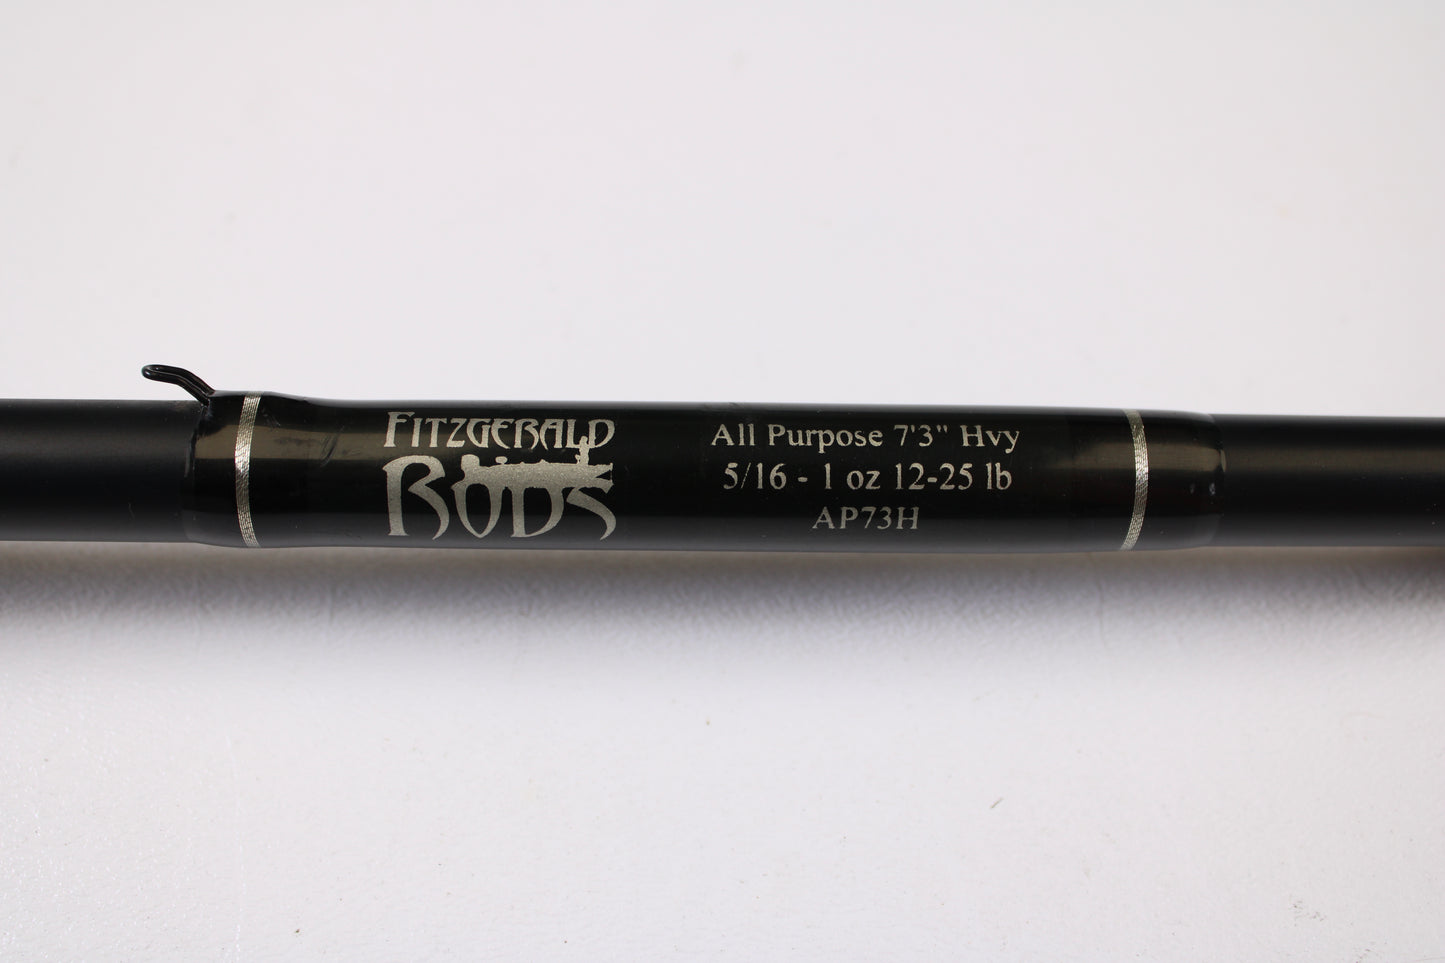 FITZGERALD
RODS
All Purpose 7'3" Hvy
5/16 - 1 oz 12-25 lb
AP73H